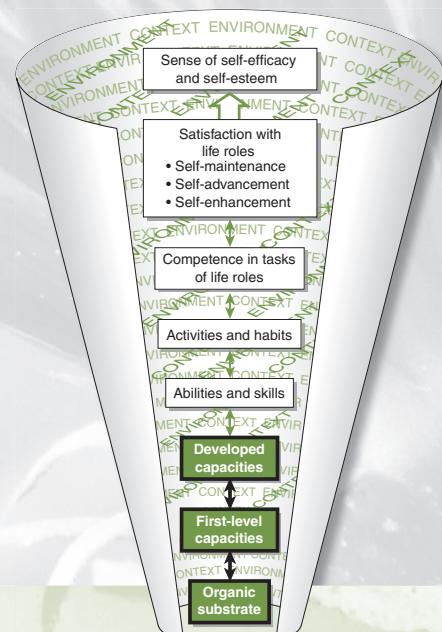 ENVIRONMENT CONTEXT ENVIRONMENT CONTEXT
Sense of self-efficacy
and self-esteem
Satisfaction with
life roles
• Self-maintenance
• Self-advancement
• Self-enhancement
Competence in tasks
of life roles
Activities and habits
Abilities and skills
Developed
capacities
First-level
capacities
Organic
substrate